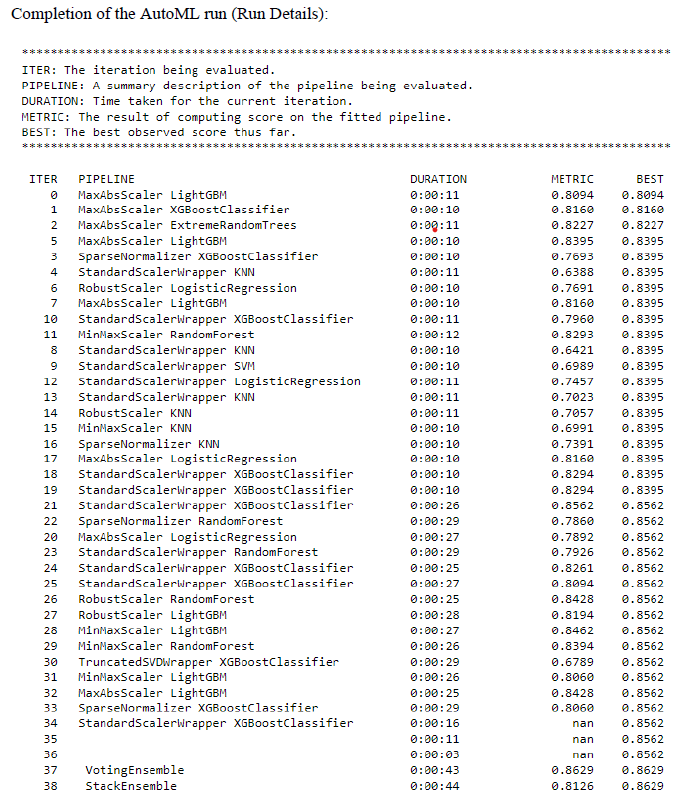 Completion of the AutoML run (Run Details):
********************************************************************************************
ITER: The iteration being evaluated.
PIPELINE: A summary description of the pipeline being evaluated.
DURATION: Time taken for the current iteration.
METRIC: The result of computing score on the fitted pipeline.
BEST: The best observed score thus far.
********************************************************************************************
ITER PIPELINE DURATION METRIC BEST
0 MaxAbsScaler LightGBM 0:00:11 0.8094 0.8094
1 MaxAbsScaler XGBoostClassifier 0:00:10 0.8160 0.8160
2 MaxAbsScaler ExtremeRandomTrees 0:00:11 0.8227 0.8227
5 MaxAbsScaler LightGBM 0:00:10 0.8395 0.8395
3 SparseNormalizer XGBoostClassifier 0:00:10 0.7693 0.8395
4 StandardScalerWrapper KNN 0:00:11 0.6388 0.8395
6 RobustScaler LogisticRegression 0:00:10 0.7691 0.8395
7 MaxAbsScaler LightGBM 0:00:10 0.8160 0.8395
10 StandardScalerWrapper XGBoostClassifier 0:00:11 0.7960 0.8395
11 MinMaxScaler RandomForest 0:00:12 0.8293 0.8395
8 StandardScalerWrapper KNN 0:00:10 0.6421 0.8395
9 StandardScalerWrapper SVM 0:00:10 0.6989 0.8395
12 StandardScalerWrapper LogisticRegression 0:00:11 0.7457 0.8395
13 StandardScalerWrapper KNN 0:00:11 0.7023 0.8395
14 RobustScaler KNN 0:00:11 0.7057 0.8395
15 MinMaxScaler KNN 0:00:10 0.6991 0.8395
16 SparseNormalizer KNN 0:00:10 0.7391 0.8395
17 MaxAbsScaler LogisticRegression 0:00:10 0.8160 0.8395
18 StandardScalerWrapper XGBoostClassifier 0:00:10 0.8294 0.8395
19 StandardScalerWrapper XGBoostClassifier 0:00:10 0.8294 0.8395
21 StandardScalerWrapper XGBoostClassifier 0:00:26 0.8562 0.8562
22 SparseNormalizer RandomForest 0:00:29 0.7860 0.8562
20 MaxAbsScaler LogisticRegression 0:00:27 0.7892 0.8562
23 StandardScalerWrapper RandomForest 0:00:29 0.7926 0.8562
24 StandardScalerWrapper XGBoostClassifier 0:00:25 0.8261 0.8562
25 StandardScalerWrapper XGBoostClassifier 0:00:27 0.8094 0.8562
26 RobustScaler RandomForest 0:00:25 0.8428 0.8562
27 RobustScaler LightGBM 0:00:28 0.8194 0.8562
28 MinMaxScaler LightGBM 0:00:27 0.8462 0.8562
29 MinMaxScaler RandomForest 0:00:26 0.8394 0.8562
30 TruncatedSVDWrapper XGBoostClassifier 0:00:29 0.6789 0.8562
31 MinMaxScaler LightGBM 0:00:26 0.8060 0.8562
32 MaxAbsScaler LightGBM 0:00:25 0.8428 0.8562
33 SparseNormalizer XGBoostClassifier 0:00:29 0.8060 0.8562
34 StandardScalerWrapper XGBoostClassifier 0:00:16 nan 0.8562
35 0:00:11 nan 0.8562
36 0:00:03 nan 0.8562
37 VotingEnsemble 0:00:43 0.8629 0.8629
38 StackEnsemble 0:00:44 0.8126 0.8629